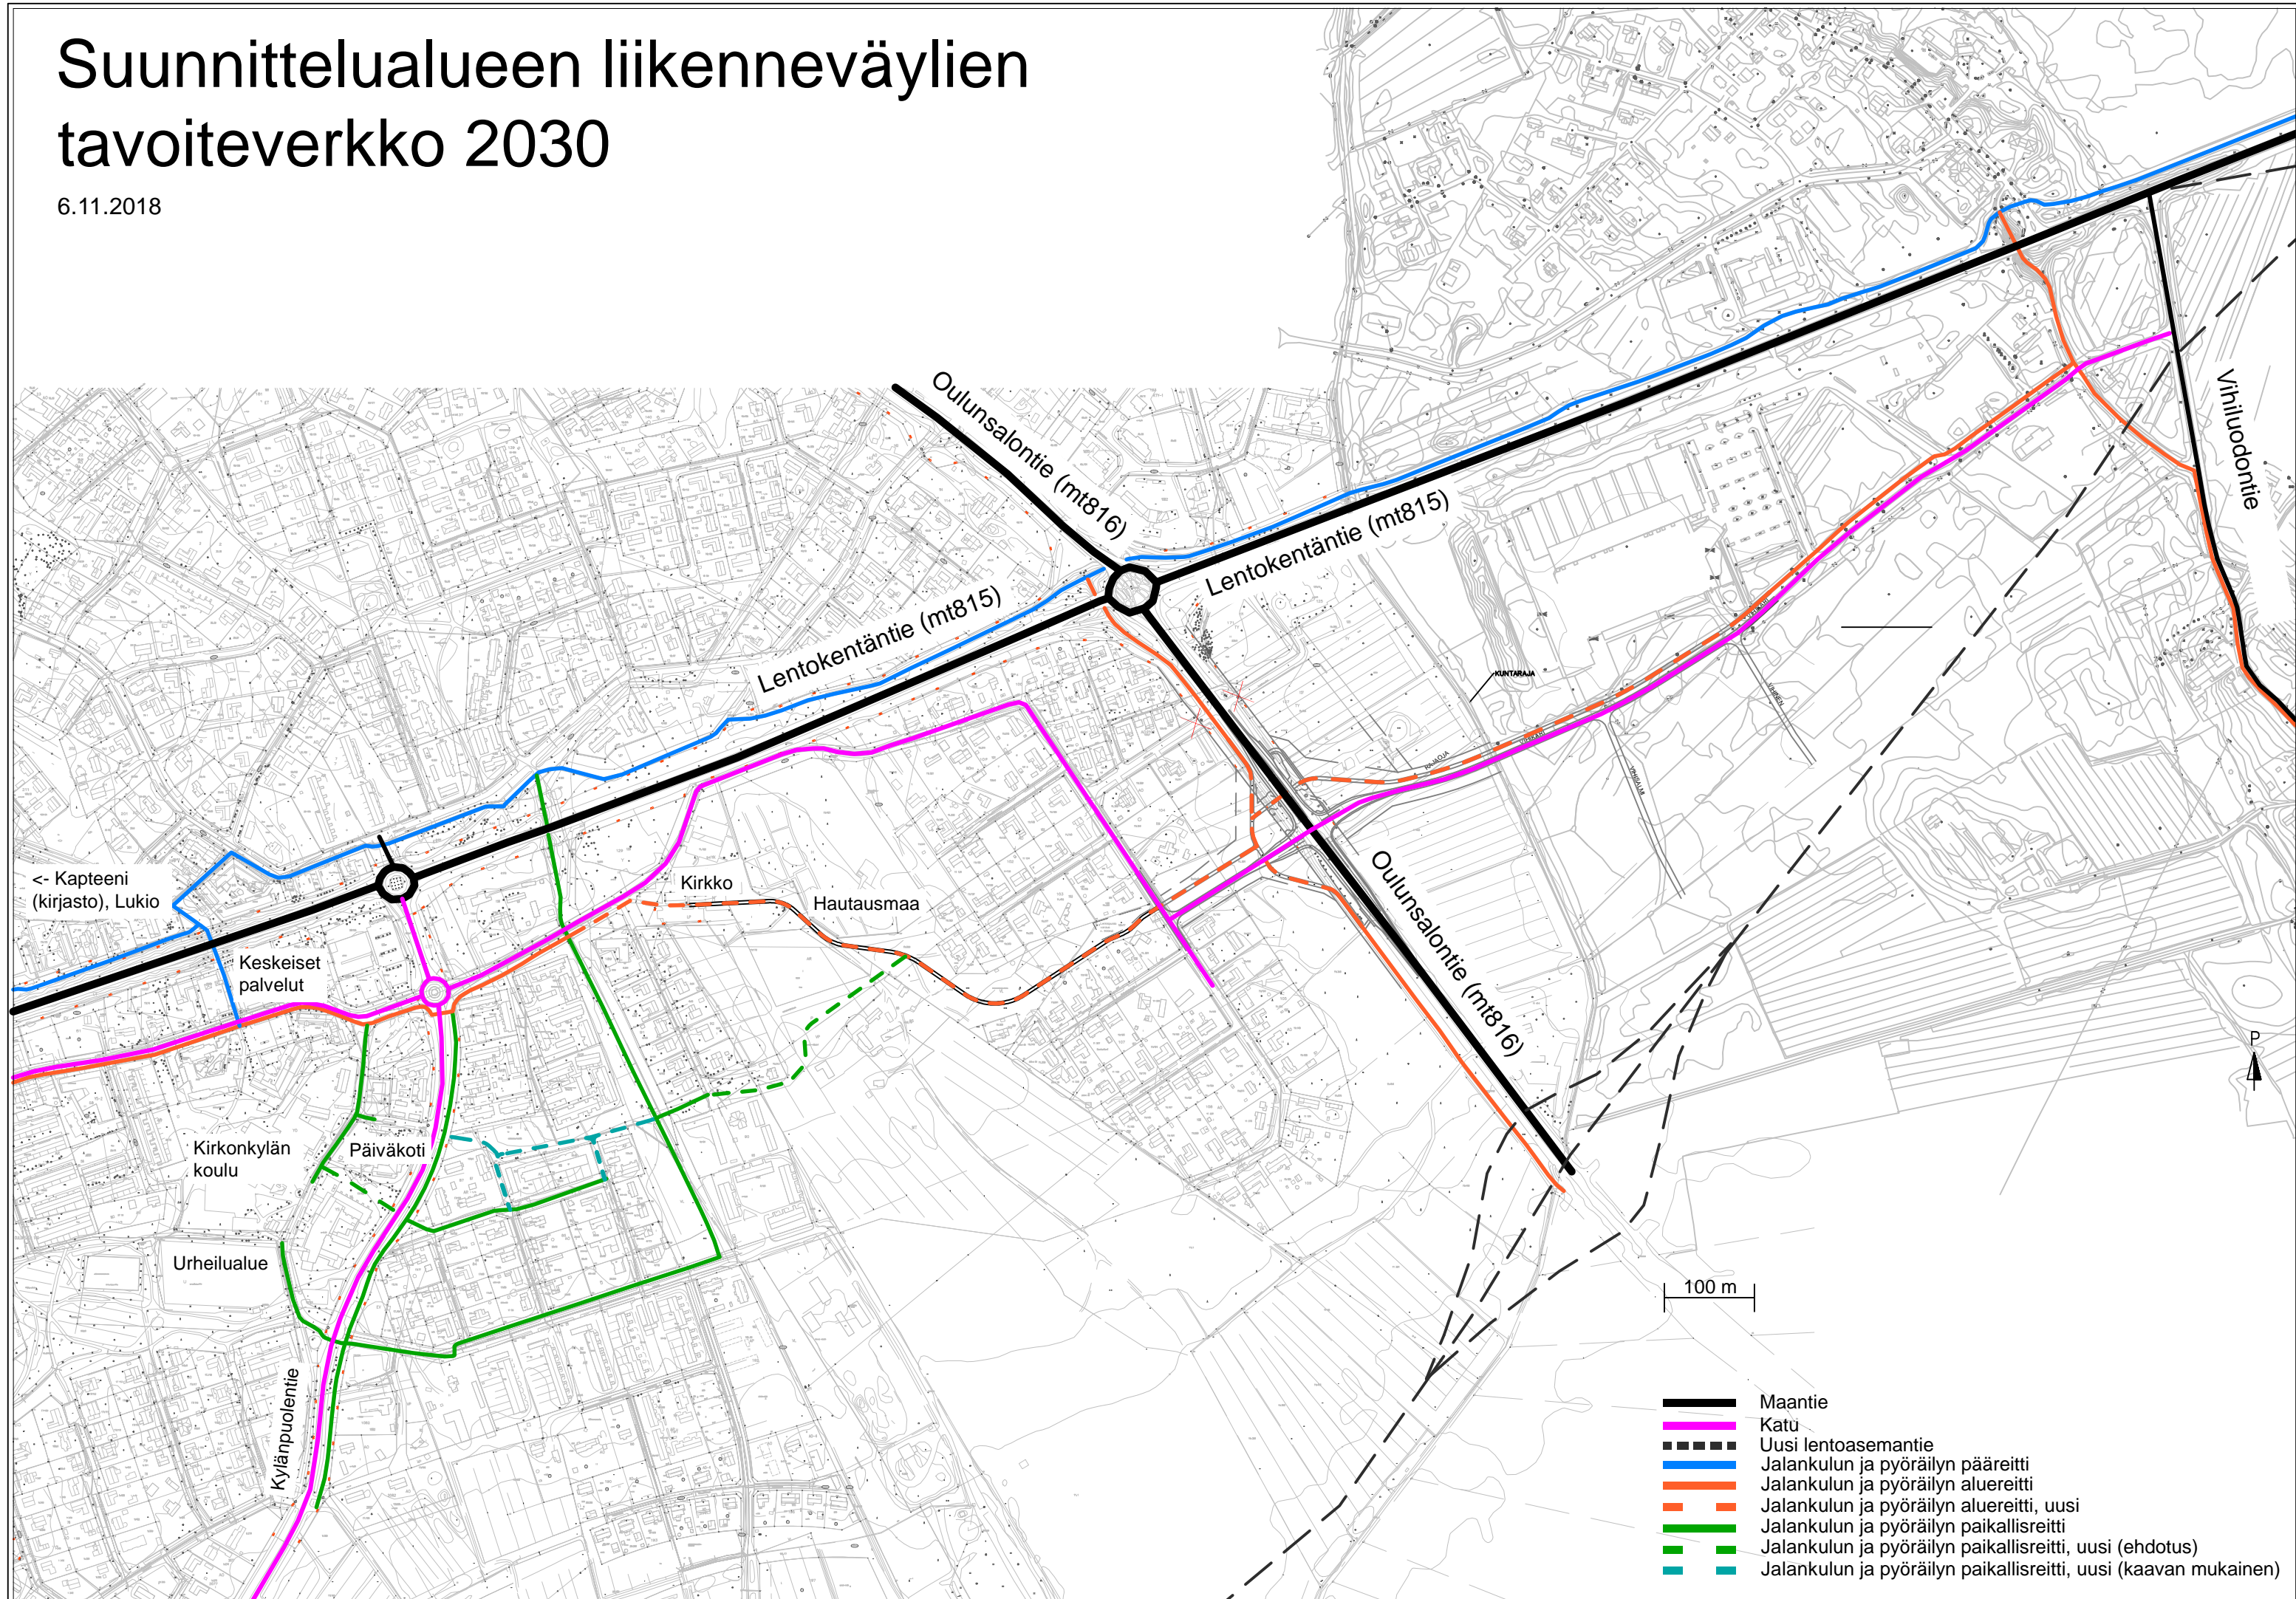 Suunnittelualueen liikenneväylien
tavoiteverkko 2030
6.11.2018
Oulunsalontie (mt816)
Lentokentäntie (mt815)
Lentokentäntie (mt815)
Vihiluodontie
KUNTARAJA
RAJAOJA
<- Kapteeni
(kirjasto), Lukio
Kirkko
Hautausmaa
Keskeiset
palvelut
Oulunsalontie (mt816)
P
Kirkonkylän
koulu
Päiväkoti
Urheilualue
100 m
Kylänpuolentie
Maantie
Katu
Uusi lentoasemantie
Jalankulun ja pyöräilyn pääreitti
Jalankulun ja pyöräilyn aluereitti
Jalankulun ja pyöräilyn aluereitti, uusi
Jalankulun ja pyöräilyn paikallisreitti
Jalankulun ja pyöräilyn paikallisreitti, uusi (ehdotus)
Jalankulun ja pyöräilyn paikallisreitti, uusi (kaavan mukainen)